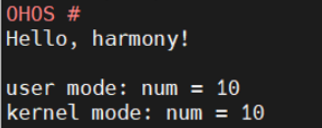 OHOS #
Hello, harmony!
user mode: num = 10
kernel mode: num = 10